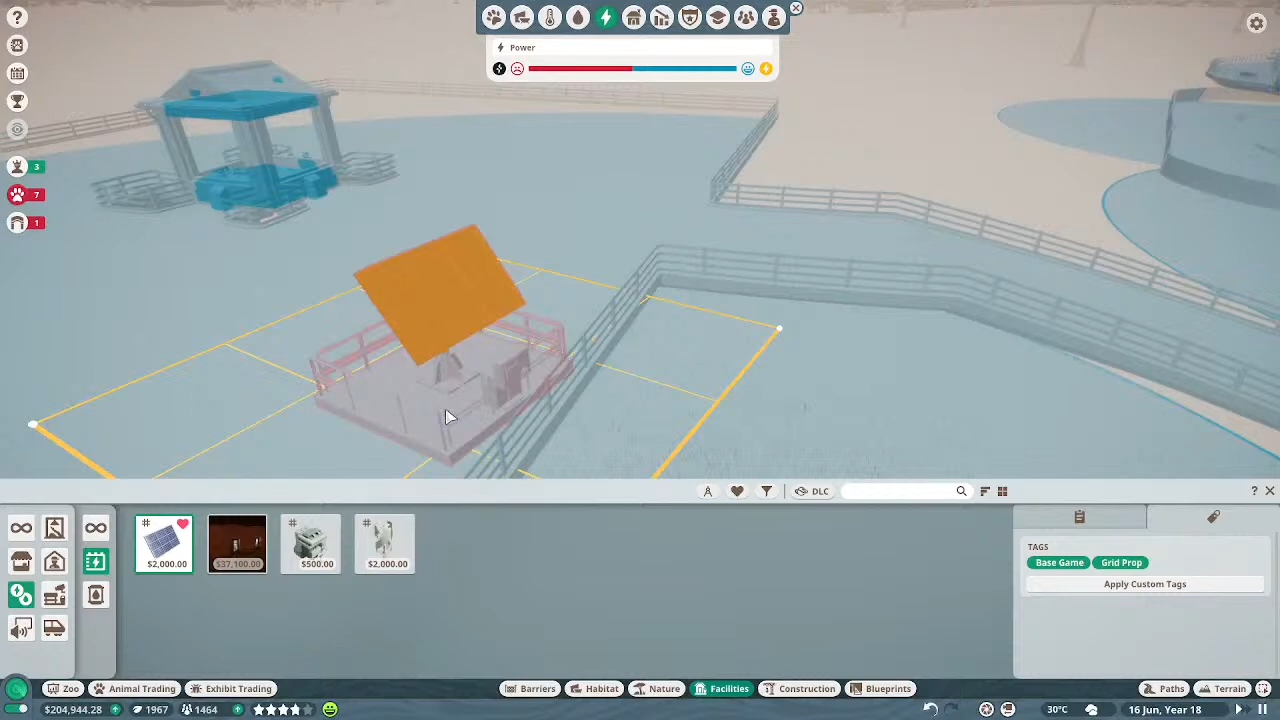 ?
Power
3
7
1
DLC
?
#
$2,000.00
$37,100.00
#
$500.00
#
$2,000.00
TAGS
Base Game
Grid Prop
Apply Custom Tags
Zoo
Animal Trading
Exhibit Trading
Barriers
Habitat
Nature
Facilities
Construction
Blueprints
Paths
Terrain
$204,944.28
1967
1464
30°C
16 Jun, Year 18